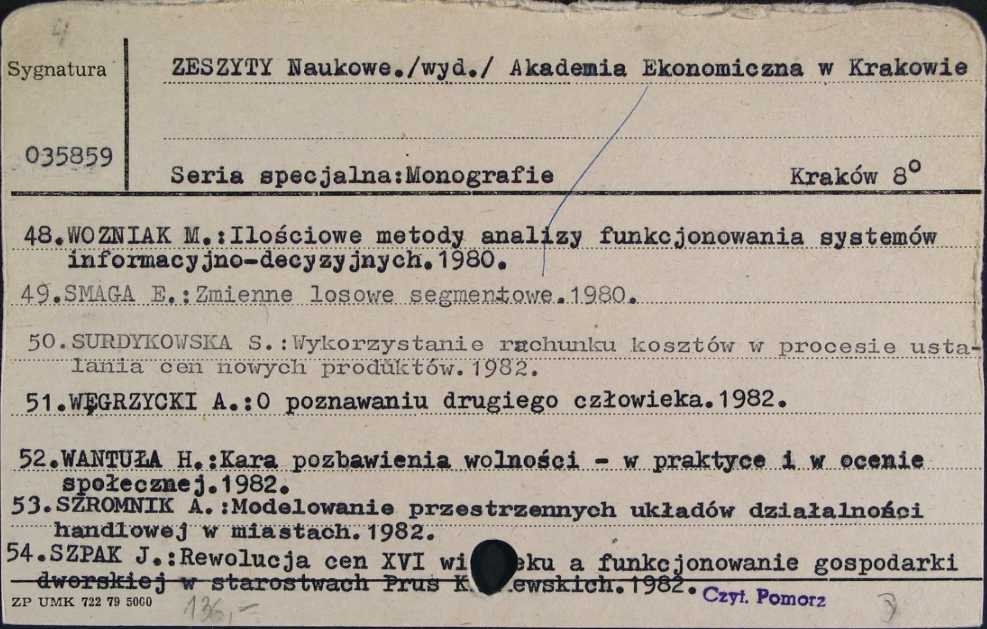 4
Sygnatura
ZESZYTY Naukowe./wyd./ Akademia Ekonomiczna w Krakowie
035859
Seria specjalna:Monografie Kraków 8°
48.WOZNIAK M.:Ilościowe metody analizy funkcjonowania systemów
informacyjno-decyzyjnych.1980.
49.SMAGA E.:Zmienne losowe segmentowe.1980.
50.SURDYKOWSKA S.:Wykorzystanie rachunku kosztów w procesie usta-
lania cen nowych produktów.1982.
51.WĘGRZYCKI A.:O poznawaniu drugiego człowieka.1982.
52.WANTUŁA H.:Kara pozbawienia wolności - w praktyce i w ocenie
społecznej.1982.
53.SZROMNIK A.:Modelowanie przestrzennych układów działalności
handlowej w miastach.1982.
54.SZPAK J.:Rewolucja cen XVI wi eku a funkcjonowanie gospodarki
dworskiej w starostwach Prus K ewskich.1982.
Czyt. Pomorz
ZP UMK 722 79 5000
136,-